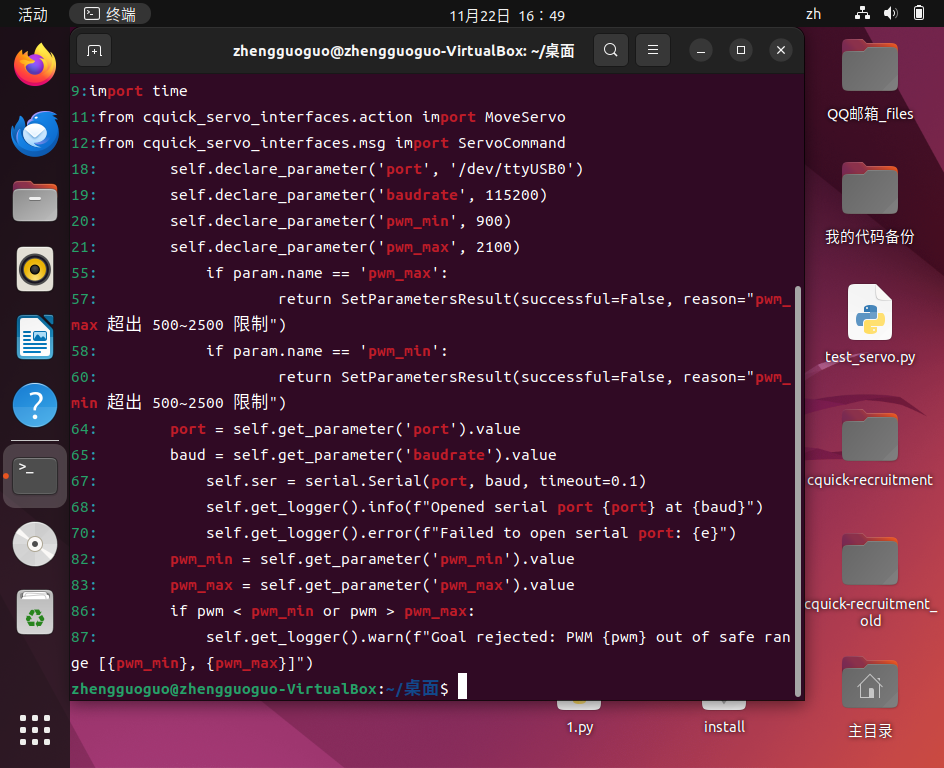 活动
终端
11月22日 16：49
zh
zhengguoguo@zhengguoguo-VirtualBox: ~/桌面
9:import time
11:from cquick_servo_interfaces.action import MoveServo
12:from cquick_servo_interfaces.msg import ServoCommand
18:        self.declare_parameter('port', '/dev/ttyUSB0')
19:        self.declare_parameter('baudrate', 115200)
20:        self.declare_parameter('pwm_min', 900)
21:        self.declare_parameter('pwm_max', 2100)
55:            if param.name == 'pwm_max':
57:                    return SetParametersResult(successful=False, reason="pwm_
max 超出 500~2500 限制")
58:            if param.name == 'pwm_min':
60:                    return SetParametersResult(successful=False, reason="pwm_
min 超出 500~2500 限制")
64:        port = self.get_parameter('port').value
65:        baud = self.get_parameter('baudrate').value
67:            self.ser = serial.Serial(port, baud, timeout=0.1)
68:            self.get_logger().info(f"Opened serial port {port} at {baud}")
70:            self.get_logger().error(f"Failed to open serial port: {e}")
82:        pwm_min = self.get_parameter('pwm_min').value
83:        pwm_max = self.get_parameter('pwm_max').value
86:        if pwm < pwm_min or pwm > pwm_max:
87:            self.get_logger().warn(f"Goal rejected: PWM {pwm} out of safe ran
ge [{pwm_min}, {pwm_max}]")
zhengguoguo@zhengguoguo-VirtualBox:~/桌面$
QQ邮箱_files
我的代码备份
test_servo.py
cquick-recruitment
cquick-recruitment_
old
1.py
install
主目录